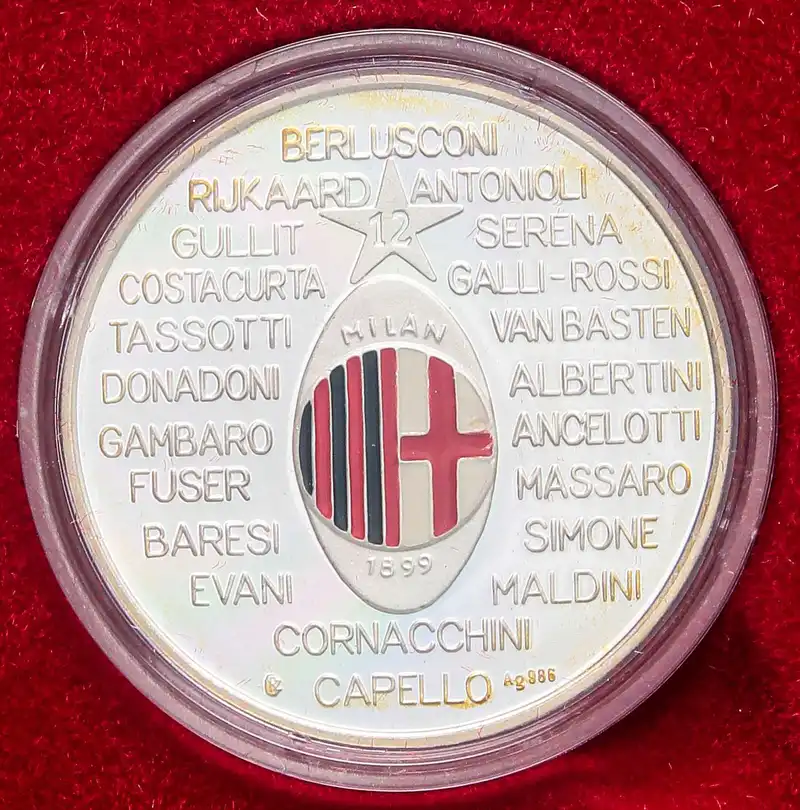 BERLUSCONI
RIJKAARD ANTONIOLI
12
GULLIT SERENA
COSTACURTA GALLI-ROSSI
TASSOTTI MILAN VAN BASTEN
DONADONI ALBERTINI
GAMBARO ANCELOTTI
FUSER MASSARO
BARESI SIMONE
1899
EVANI MALDINI
CORNACCHINI
CAPELLO Ag986